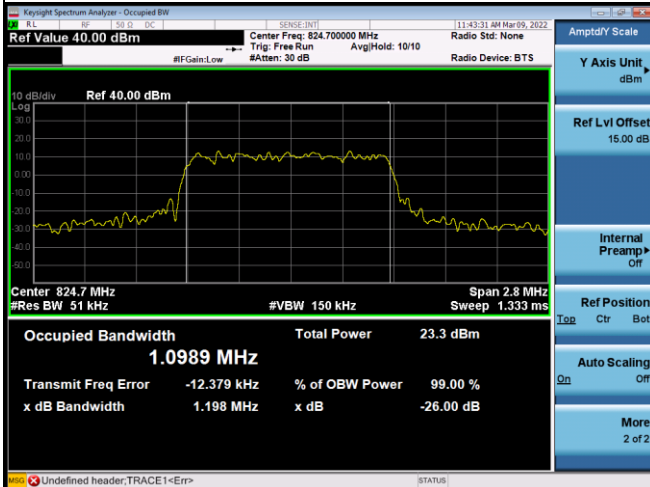 Keysight Spectrum Analyzer - Occupied BW
RL RF 50 Ω DC SENSE:INT 11:43:31 AM Mar 09, 2022
Ref Value 40.00 dBm
Center Freq: 824.700000 MHz Radio Std: None
Trig: Free Run Avg|Hold: 10/10
#IFGain:Low #Atten: 30 dB Radio Device: BTS
10 dB/div Ref 40.00 dBm
Log
30.0
20.0
10.0
0.00
-10.0
-20.0
-30.0
-40.0
-50.0
Center 824.7 MHz Span 2.8 MHz
#Res BW 51 kHz #VBW 150 kHz Sweep 1.333 ms
Occupied Bandwidth Total Power 23.3 dBm
1.0989 MHz
Transmit Freq Error -12.379 kHz % of OBW Power 99.00 %
x dB Bandwidth 1.198 MHz x dB -26.00 dB
MSG Undefined header;TRACE1<Err> STATUS
Amptd/Y Scale
Y Axis Unit
dBm
Ref Lvl Offset
15.00 dB
Internal
Preamp
Off
Ref Position
Top Ctr Bot
Auto Scaling
On Off
More
2 of 2